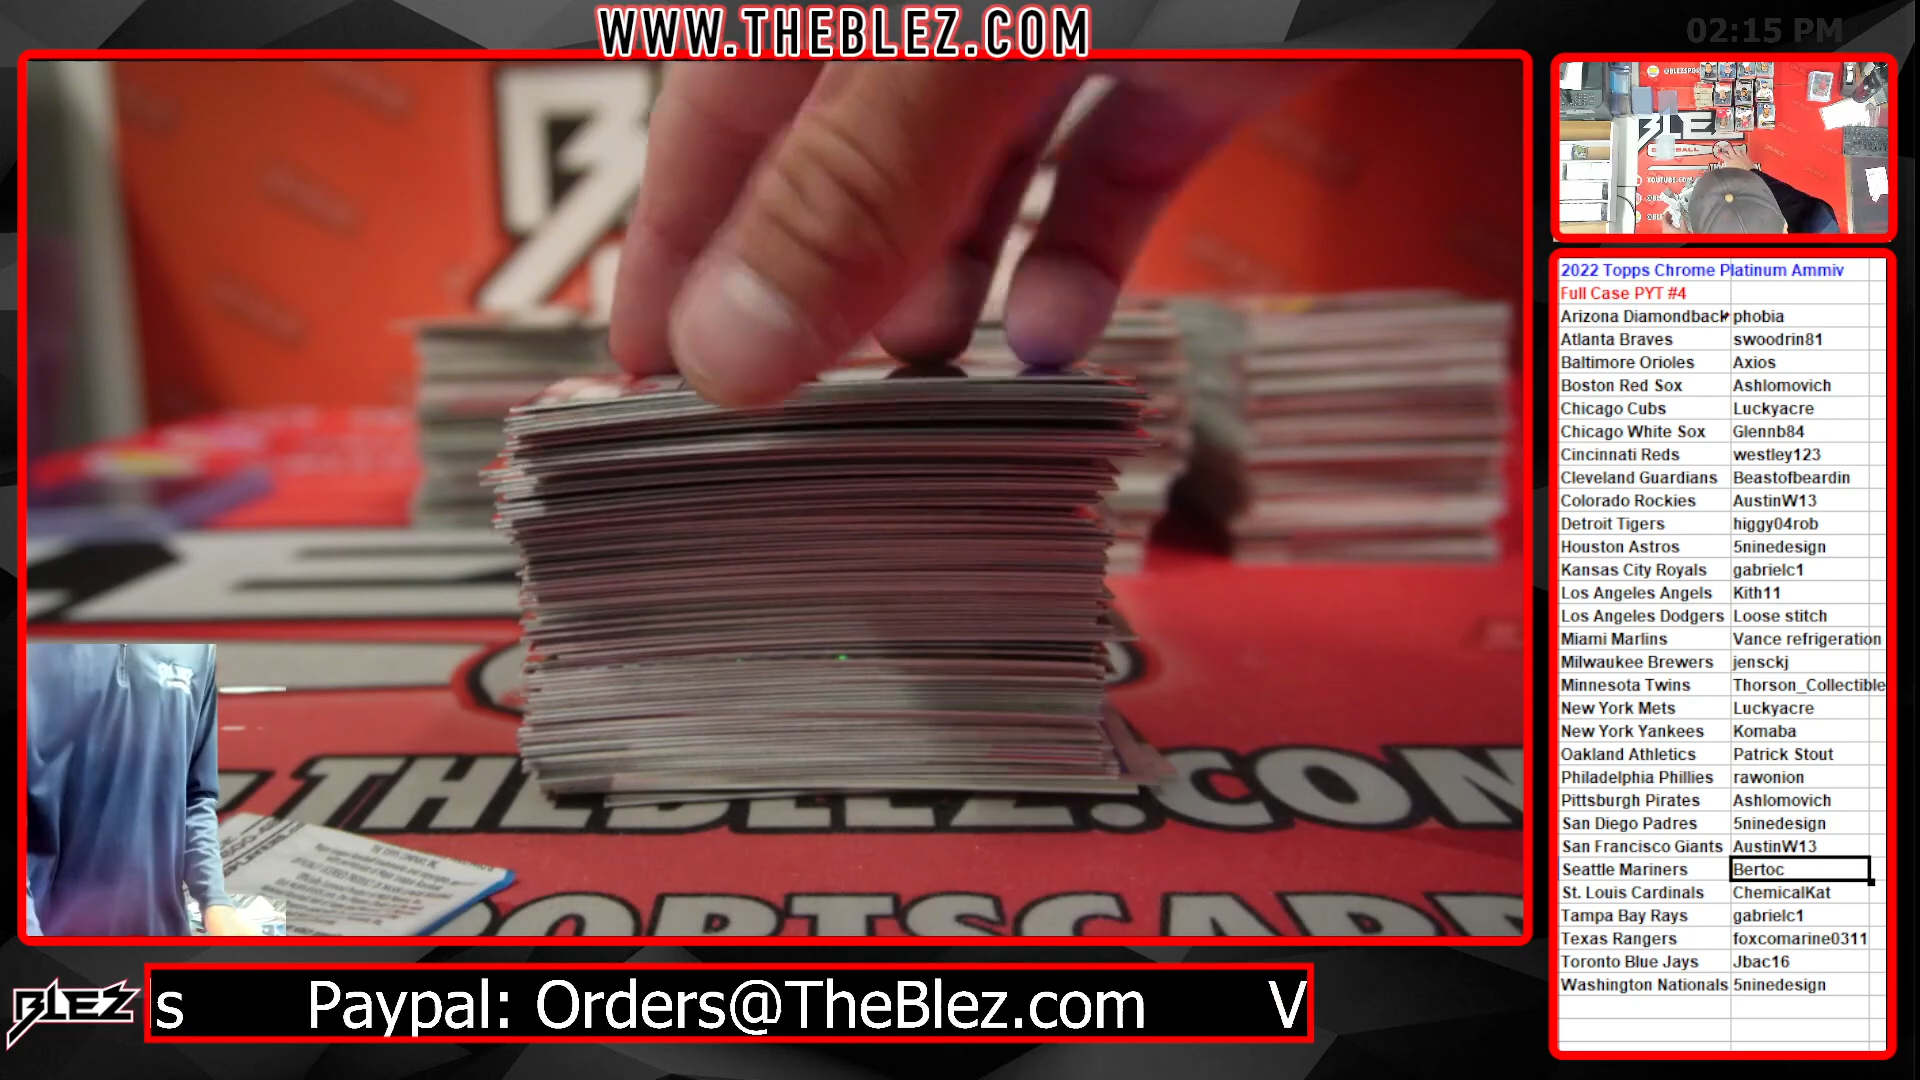 WWW.THEBLEZ.COM
02:15 PM
BLEZ
2022 Topps Chrome Platinum Ammiv
Full Case PYT #4
Arizona Diamondback phobia
Atlanta Braves swoodrin81
Baltimore Orioles Axios
Boston Red Sox Ashlomovich
Chicago Cubs Luckyacre
Chicago White Sox Glennb84
Cincinnati Reds westley123
Cleveland Guardians Beastofbeardin
Colorado Rockies AustinW13
Detroit Tigers higgy04rob
Houston Astros 5ninedesign
Kansas City Royals gabrielc1
Los Angeles Angels Kith11
Los Angeles Dodgers Loose stitch
Miami Marlins Vance refrigeration
Milwaukee Brewers jensckj
Minnesota Twins Thorson_Collectible
New York Mets Luckyacre
New York Yankees Komaba
Oakland Athletics Patrick Stout
Philadelphia Phillies rawonion
Pittsburgh Pirates Ashlomovich
San Diego Padres 5ninedesign
San Francisco Giants AustinW13
Seattle Mariners Bertoc
St. Louis Cardinals ChemicalKat
Tampa Bay Rays gabrielc1
Texas Rangers foxcomarine0311
Toronto Blue Jays Jbac16
Washington Nationals 5ninedesign
THEBLEZ.COM
PORTSCARD
BLEZ
s Paypal: Orders@TheBlez.com V